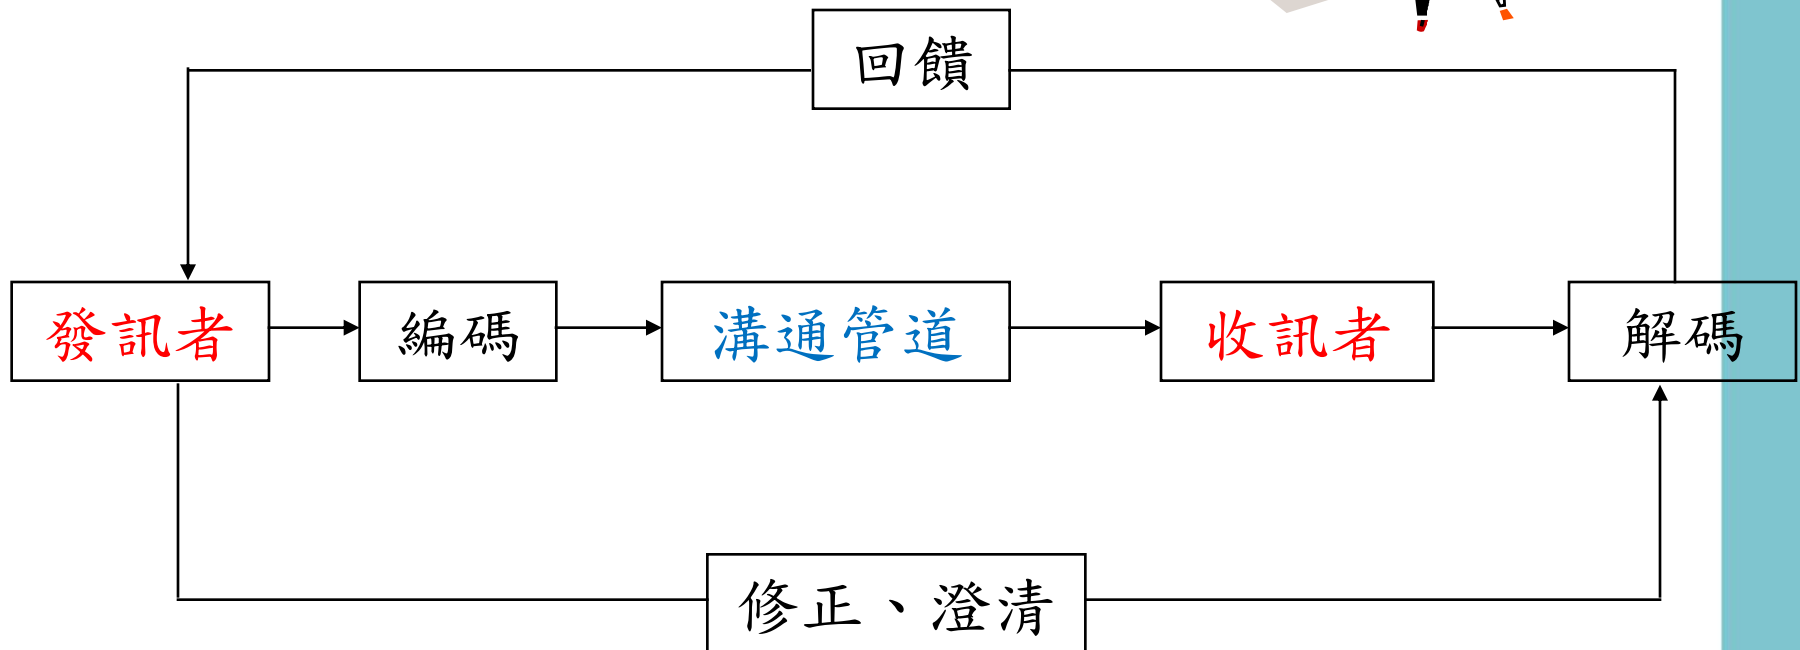 回饋
發訊者
編碼
溝通管道
收訊者
解碼
修正、澄清